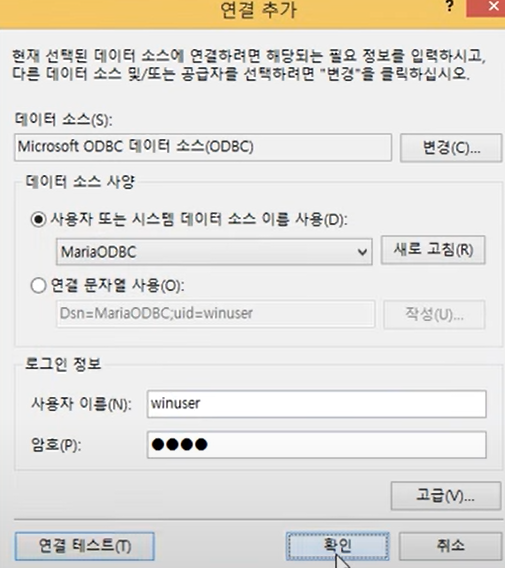 연결 추가
?
현재 선택된 데이터 소스에 연결하려면 해당되는 필요 정보를 입력하시고,
다른 데이터 소스 및/또는 공급자를 선택하려면 "변경"을 클릭하십시오.
데이터 소스(S):
Microsoft ODBC 데이터 소스(ODBC)
변경(C)...
데이터 소스 사양
사용자 또는 시스템 데이터 소스 이름 사용(D):
MariaODBC
새로 고침(R)
연결 문자열 사용(O):
Dsn=MariaODBC;uid=winuser
작성(U)...
로그인 정보
사용자 이름(N):
winuser
암호(P):
●●●●
고급(V)...
연결 테스트(T)
확인
취소